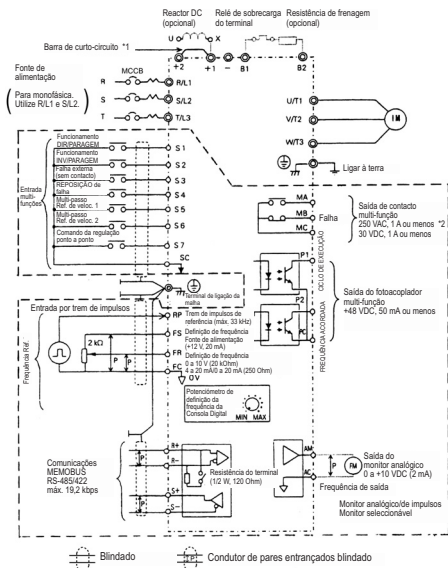 Reactor DC
(opcional)
Relé de sobrecarga
do terminal
Resistência de frenagem
(opcional)
U X
Barra de curto-circuito *1
+2 +1 − B1 B2
Fonte de
alimentação
MCCB
R R/L1
S S/L2
T T/L3
Para monofásica.
Utilize R/L1 e S/L2.
U/T1
V/T2
W/T3
IM
Ligar à terra
Entrada
multi-
funções
Funcionamento
DIR/PARAGEM
S 1
Funcionamento
INV/PARAGEM
S 2
Falha externa
(sem contacto)
S 3
REPOSIÇÃO de
falha
S 4
Multi-passo
Ref. de veloc. 1
S 5
Multi-passo
Ref. de veloc. 2
S 6
Comando da regulação
ponto a ponto
S 7
SC
MA
MB
MC
Falha
Saída de contacto
multi-função
250 VAC, 1 A ou menos *2
30 VDC, 1 A ou menos
P1
CICLO DE EXECUÇÃO
P2
PC
FREQUÊNCIA ACORDADA
Saída do fotoacoplador
multi-função
+48 VDC, 50 mA ou menos
Terminal de ligação da
malha
Entrada por trem de impulsos
Frequência Ref.
2 kΩ
P
P
RP
Trem de impulsos de
referência (máx. 33 kHz)
FS
Definição de frequência
Fonte de alimentação
(+12 V, 20 mA)
FR
Definição de frequência
0 a 10 V (20 kOhm)
FC
4 a 20 mA/0 a 20 mA (250 Ohm)
0 V
Potenciómetro de
definição da
frequência da
Consola Digital
MIN MAX
Comunicações
MEMOBUS
RS-485/422
máx. 19,2 kbps
P
P
R+
R−
S+
S−
Resistência do terminal
(1/2 W, 120 Ohm)
AM
AC
P
FM
Saída do
monitor analógico
0 a +10 VDC (2 mA)
Frequência de saída
Monitor analógico/de impulsos
Monitor seleccionável
Blindado
P
Condutor de pares entrançados blindado